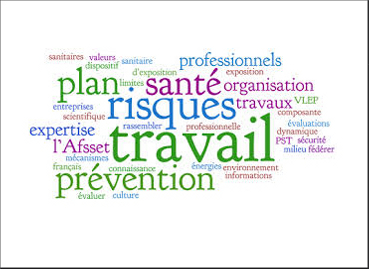 sanitaires valeurs sanitaire professionnels
dispositif
plan d'exposition santé exposition
limites organisation
entreprises risques travaux VLEP
scientifique composante
expertise rassembler professionnelle évaluations
travail dynamique
l'Afsset PST sécurité
mécanismes milieu fédérer
français connaissance énergies environnement
prévention informations
évaluer culture